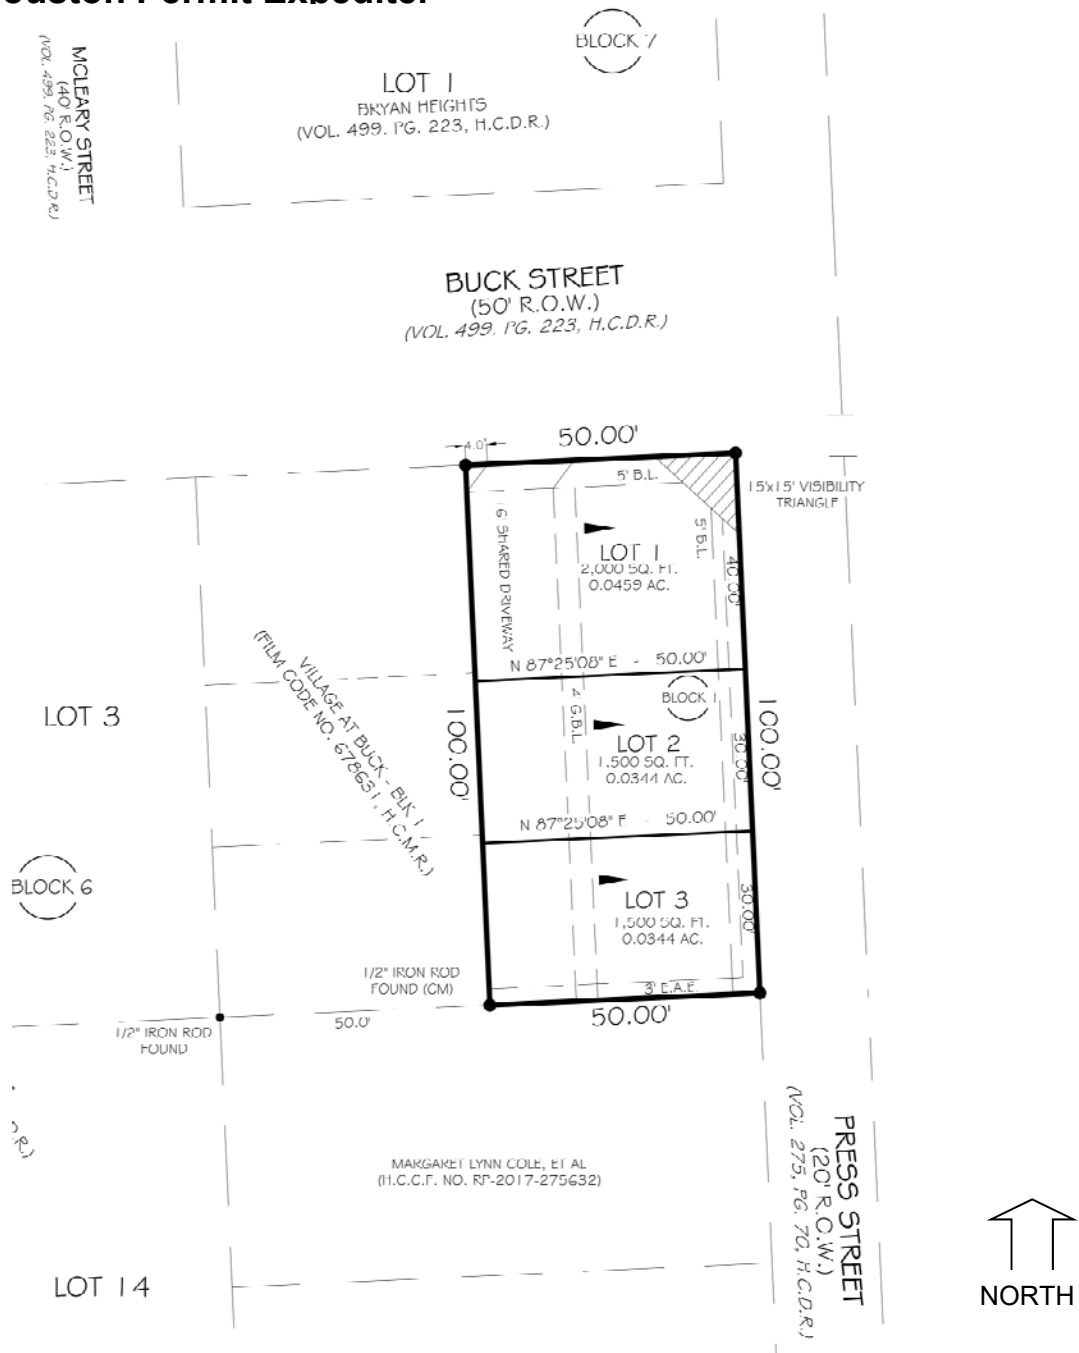 ouston Permit Expediter
BLOCK 7
MCLEARY STREET
(40' R.O.W.)
(VOL. 499. PG. 223, H.C.D.R.)
LOT 1
BRYAN HEIGHTS
(VOL. 499. PG. 223, H.C.D.R.)
BUCK STREET
(50' R.O.W.)
(VOL. 499. PG. 223, H.C.D.R.)
4.0'
50.00'
5' B.L.
15x15' VISIBILITY
TRIANGLE
16' SHARED DRIVEWAY
5' B.L.
LOT 1
2,000 SQ. FT.
0.0459 AC.
40.00'
N 87°25'08" E - 50.00'
VILLAGE AT BUCK - BLK 1
(FILM CODE NO. 678631, H.C.M.R.)
LOT 3
100.00'
4' G.B.L.
BLOCK 1
LOT 2
1,500 SQ. FT.
0.0344 AC.
30.00'
100.00'
N 87°25'08" E - 50.00'
BLOCK 6
LOT 3
1,500 SQ. FT.
0.0344 AC.
30.00'
1/2" IRON ROD
FOUND (CM)
3' E.A.E.
50.00'
1/2" IRON ROD
FOUND
50.0'
MARGARET LYNN COLE, ET AL
(H.C.C.F. NO. RP-2017-275632)
PRESS STREET
(20' R.O.W.)
(VOL. 275, PG. 70, H.C.D.R.)
LOT 14
NORTH